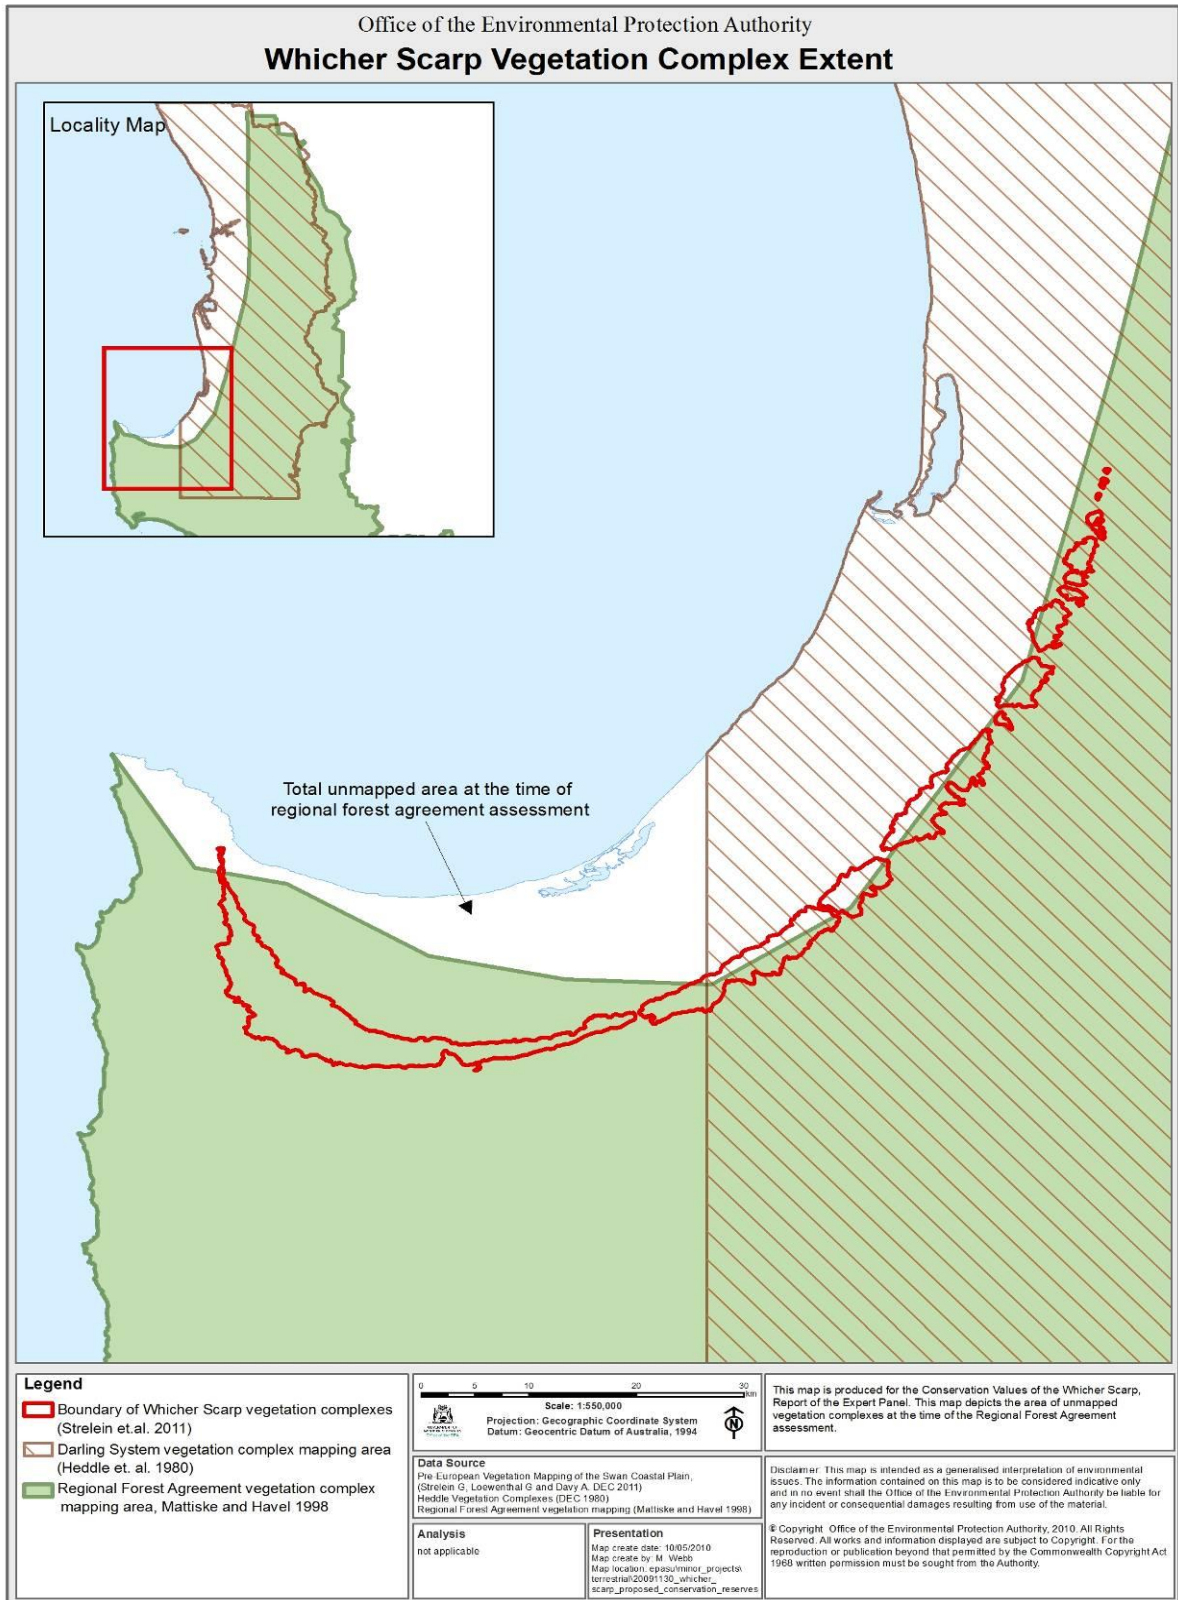 Office of the Environmental Protection Authority
Whicher Scarp Vegetation Complex Extent
Locality Map
Total unmapped area at the time of
regional forest agreement assessment
Legend
Boundary of Whicher Scarp vegetation complexes
(Strelein et.al. 2011)
Darling System vegetation complex mapping area
(Heddle et. al. 1980)
Regional Forest Agreement vegetation complex
mapping area, Mattiske and Havel 1998
0 5 10 20 30
km
Scale: 1:550,000
Projection: Geographic Coordinate System
Datum: Geocentric Datum of Australia, 1994
N
Data Source
Pre-European Vegetation Mapping of the Swan Coastal Plain,
(Strelein G, Loewenthal G and Davy A. DEC 2011)
Heddle Vegetation Complexes (DEC 1980)
Regional Forest Agreement vegetation mapping (Mattiske and Havel 1998)
Analysis
not applicable
Presentation
Map create date: 10/05/2010
Map create by: M. Webb
Map location: epasu\minor_projects\
terrestrial\20091130_whicher_
scarp_proposed_conservation_reserves
This map is produced for the Conservation Values of the Whicher Scarp,
Report of the Expert Panel. This map depicts the area of unmapped
vegetation complexes at the time of the Regional Forest Agreement
assessment.
Disclaimer: This map is intended as a generalised interpretation of environmental
issues. The information contained on this map is to be considered indicative only
and in no event shall the Office of the Environmental Protection Authority be liable for
any incident or consequential damages resulting from use of the material.
© Copyright Office of the Environmental Protection Authority, 2010. All Rights
Reserved. All works and information displayed are subject to Copyright. For the
reproduction or publication beyond that permitted by the Commonwealth Copyright Act
1968 written permission must be sought from the Authority.